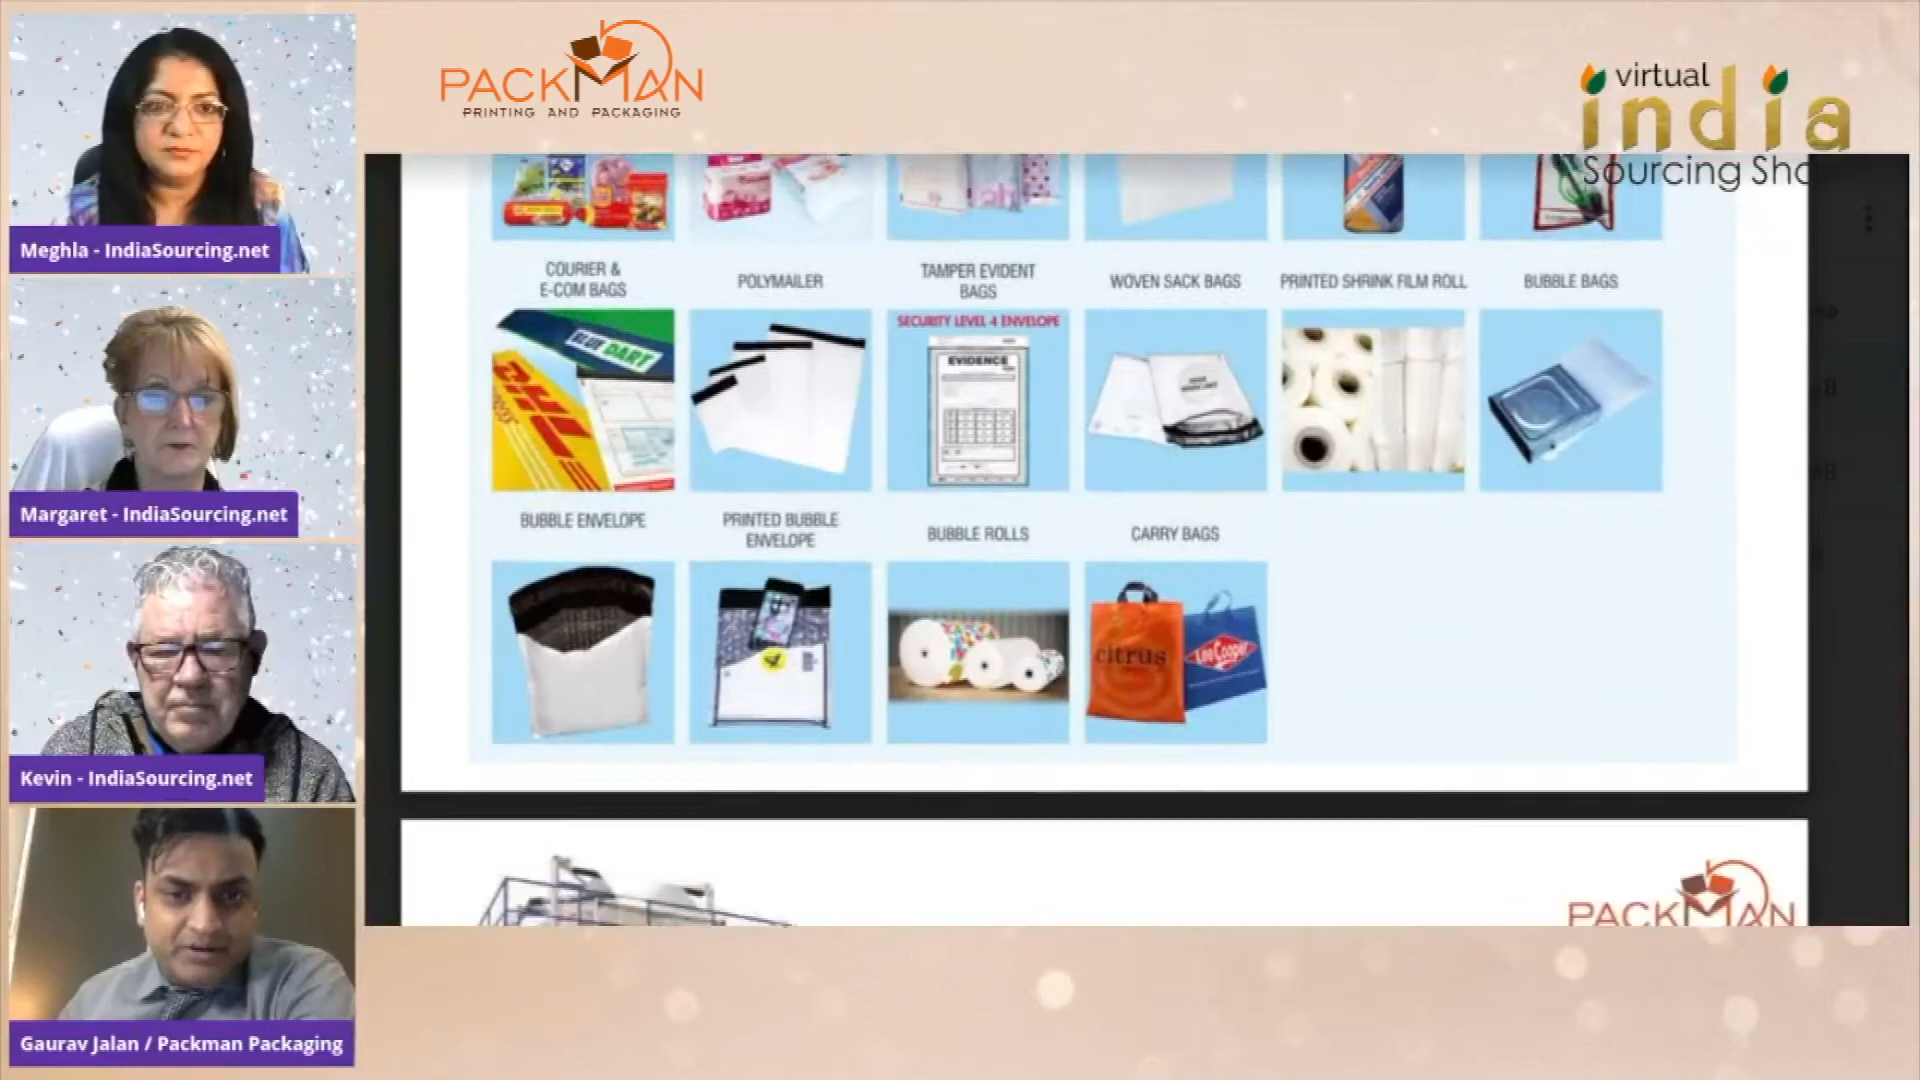 PACKMAN
PRINTING AND PACKAGING
virtual
india
Sourcing Sho
Meghla - IndiaSourcing.net
Margaret - IndiaSourcing.net
Kevin - IndiaSourcing.net
Gaurav Jalan / Packman Packaging
COURIER &
E-COM BAGS
POLYMAILER
TAMPER EVIDENT
BAGS
WOVEN SACK BAGS
PRINTED SHRINK FILM ROLL
BUBBLE BAGS
BLUE DART
DHL
SECURITY LEVEL 4 ENVELOPE
EVIDENCE
BUBBLE ENVELOPE
PRINTED BUBBLE
ENVELOPE
BUBBLE ROLLS
CARRY BAGS
citrus
Lee Cooper
PACKMAN